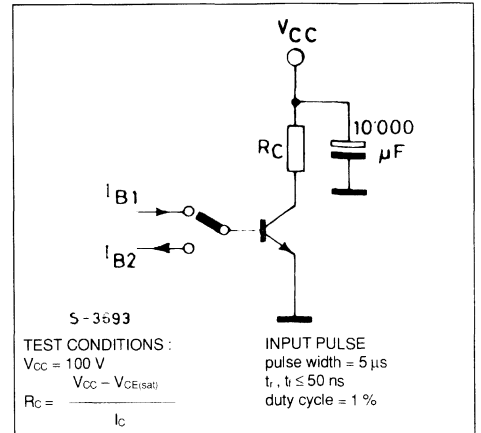 VCC
10'000
μF
RC
IB1
IB2
S-3693
TEST CONDITIONS :
VCC = 100 V
RC = VCC – VCE(sat)
IC
INPUT PULSE
pulse width = 5 μs
tr , tf ≤ 50 ns
duty cycle = 1 %